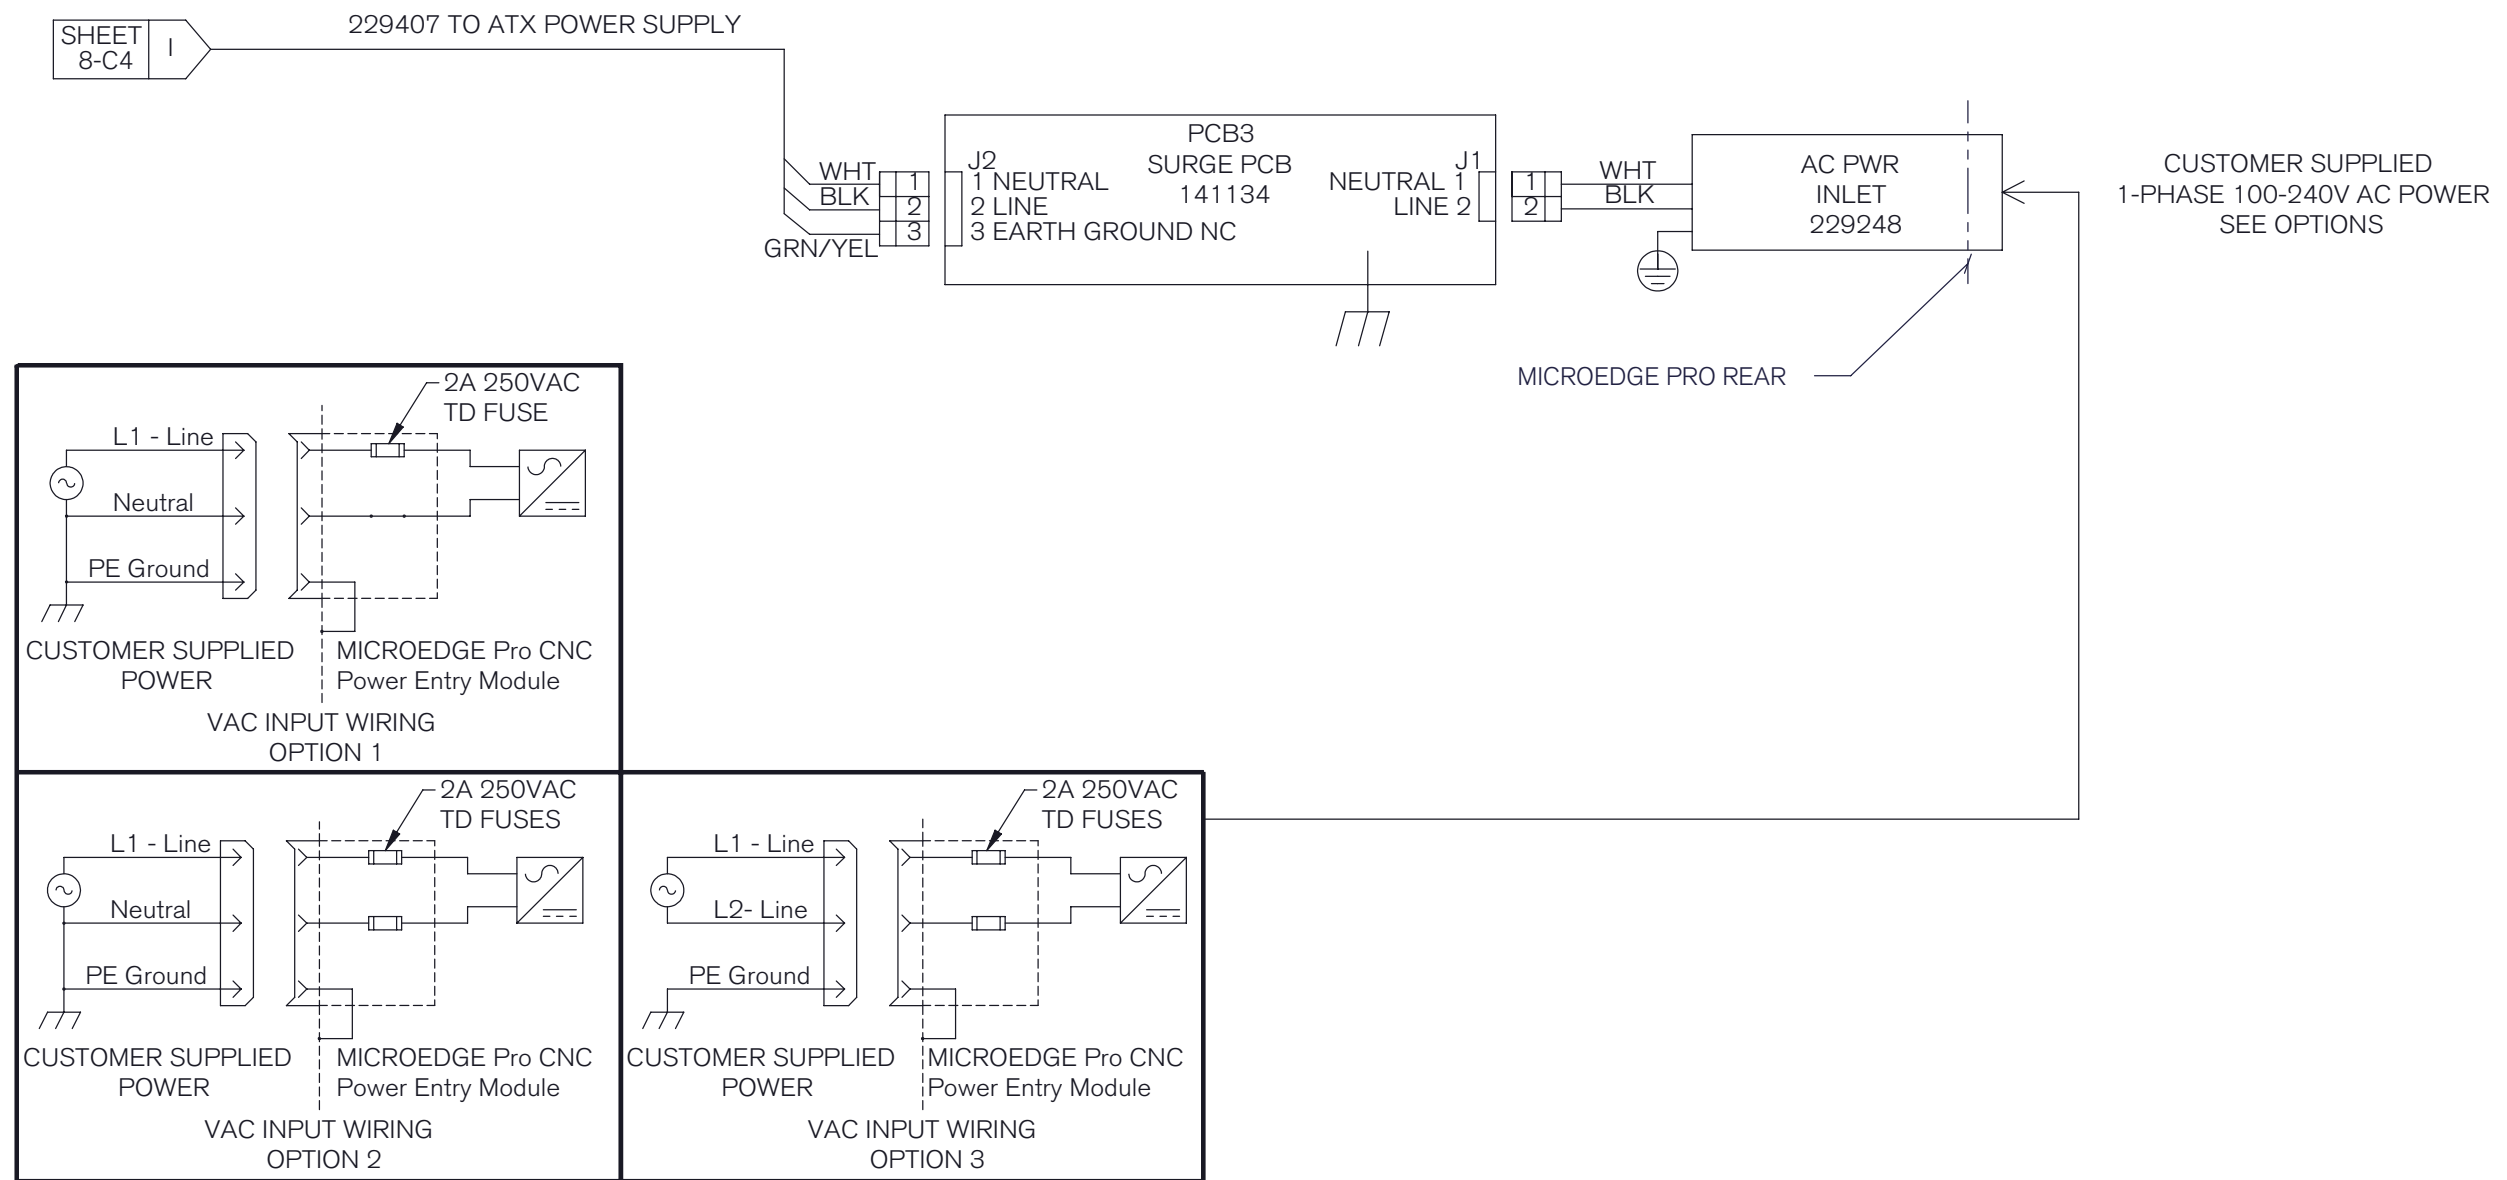 SHEET
8-C4
I
229407 TO ATX POWER SUPPLY
WHT
BLK
GRN/YEL
1
2
3
J2
1 NEUTRAL
2 LINE
3 EARTH GROUND NC
PCB3
SURGE PCB
141134
J1
NEUTRAL 1
LINE 2
1
2
WHT
BLK
AC PWR
INLET
229248
CUSTOMER SUPPLIED
1-PHASE 100-240V AC POWER
SEE OPTIONS
MICROEDGE PRO REAR
2A 250VAC
TD FUSE
L1 - Line
Neutral
PE Ground
CUSTOMER SUPPLIED
POWER
MICROEDGE Pro CNC
Power Entry Module
VAC INPUT WIRING
OPTION 1
2A 250VAC
TD FUSES
L1 - Line
Neutral
PE Ground
CUSTOMER SUPPLIED
POWER
MICROEDGE Pro CNC
Power Entry Module
VAC INPUT WIRING
OPTION 2
2A 250VAC
TD FUSES
L1 - Line
L2- Line
PE Ground
CUSTOMER SUPPLIED
POWER
MICROEDGE Pro CNC
Power Entry Module
VAC INPUT WIRING
OPTION 3